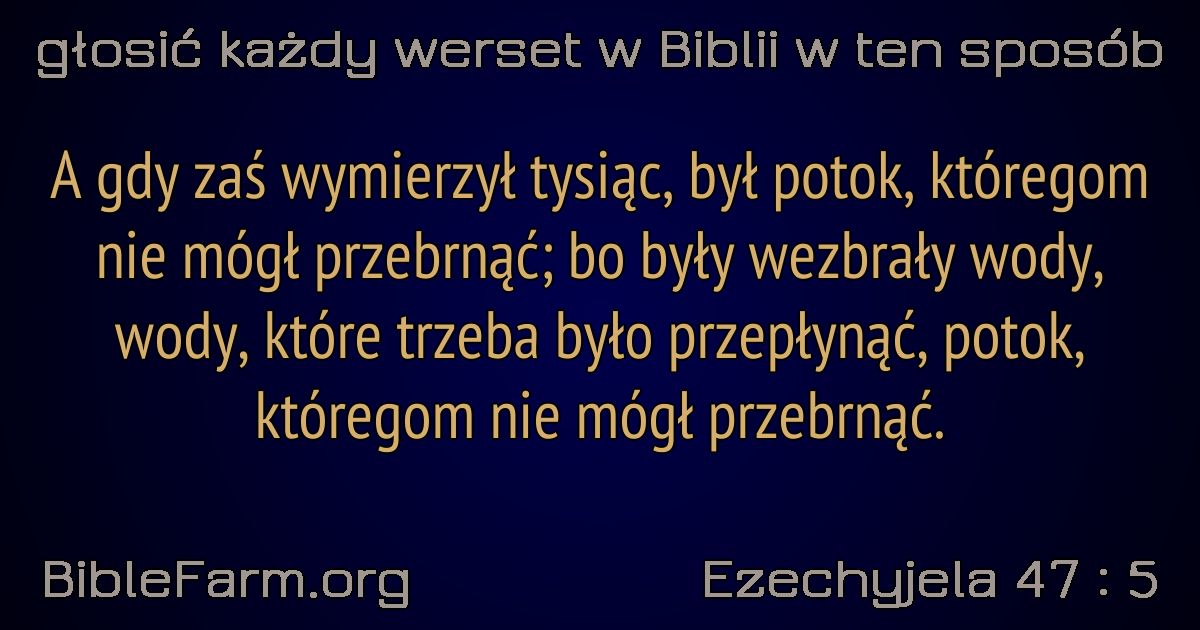 głosić każdy werset w Biblii w ten sposób
A gdy zaś wymierzył tysiąc, był potok, któregom
nie mógł przebrnąć; bo były wezbrały wody,
wody, które trzeba było przepłynąć, potok,
któregom nie mógł przebrnąć.
BibleFarm.org
Ezechyjela 47 : 5